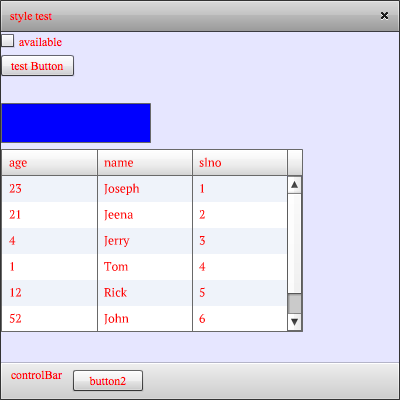 style test
available
test Button
age name slno
23 Joseph 1
21 Jeena 2
4 Jerry 3
1 Tom 4
12 Rick 5
52 John 6
controlBar button2